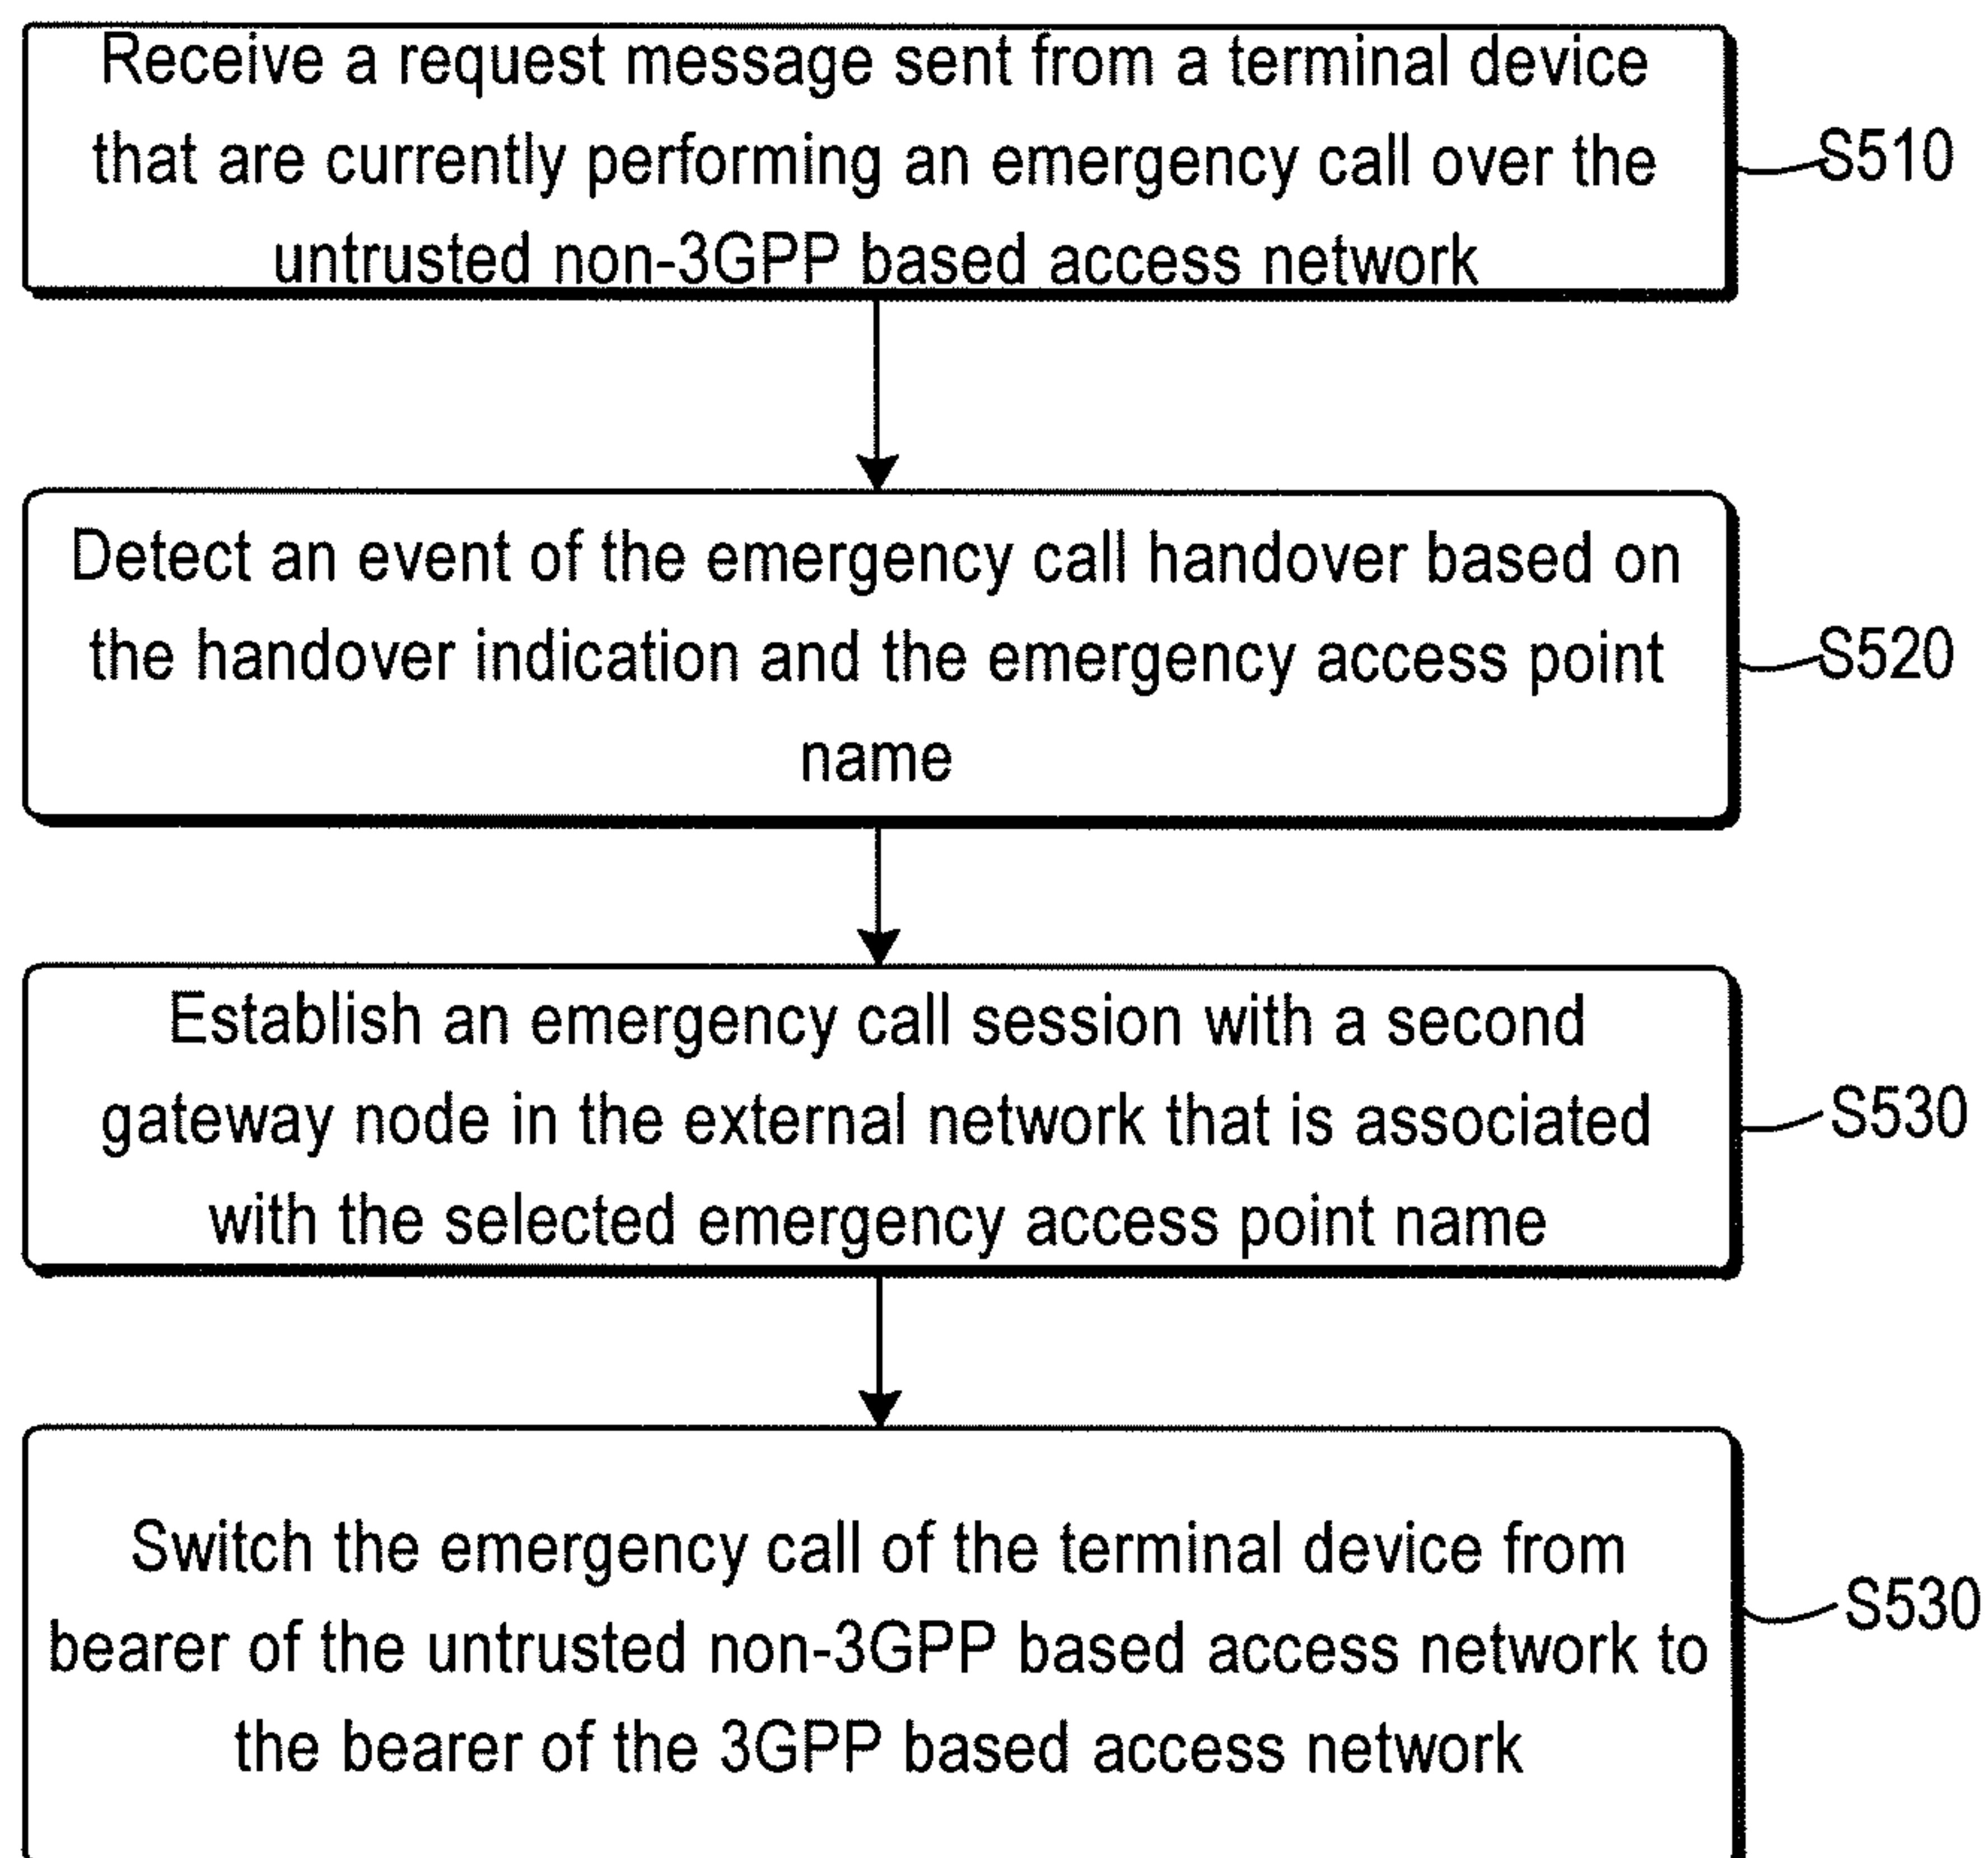 Receive a request message sent from a terminal device
that are currently performing an emergency call over the
untrusted non-3GPP based access network
S510
Detect an event of the emergency call handover based on
the handover indication and the emergency access point
name
S520
Establish an emergency call session with a second
gateway node in the external network that is associated
with the selected emergency access point name
S530
Switch the emergency call of the terminal device from
bearer of the untrusted non-3GPP based access network to
the bearer of the 3GPP based access network
S530